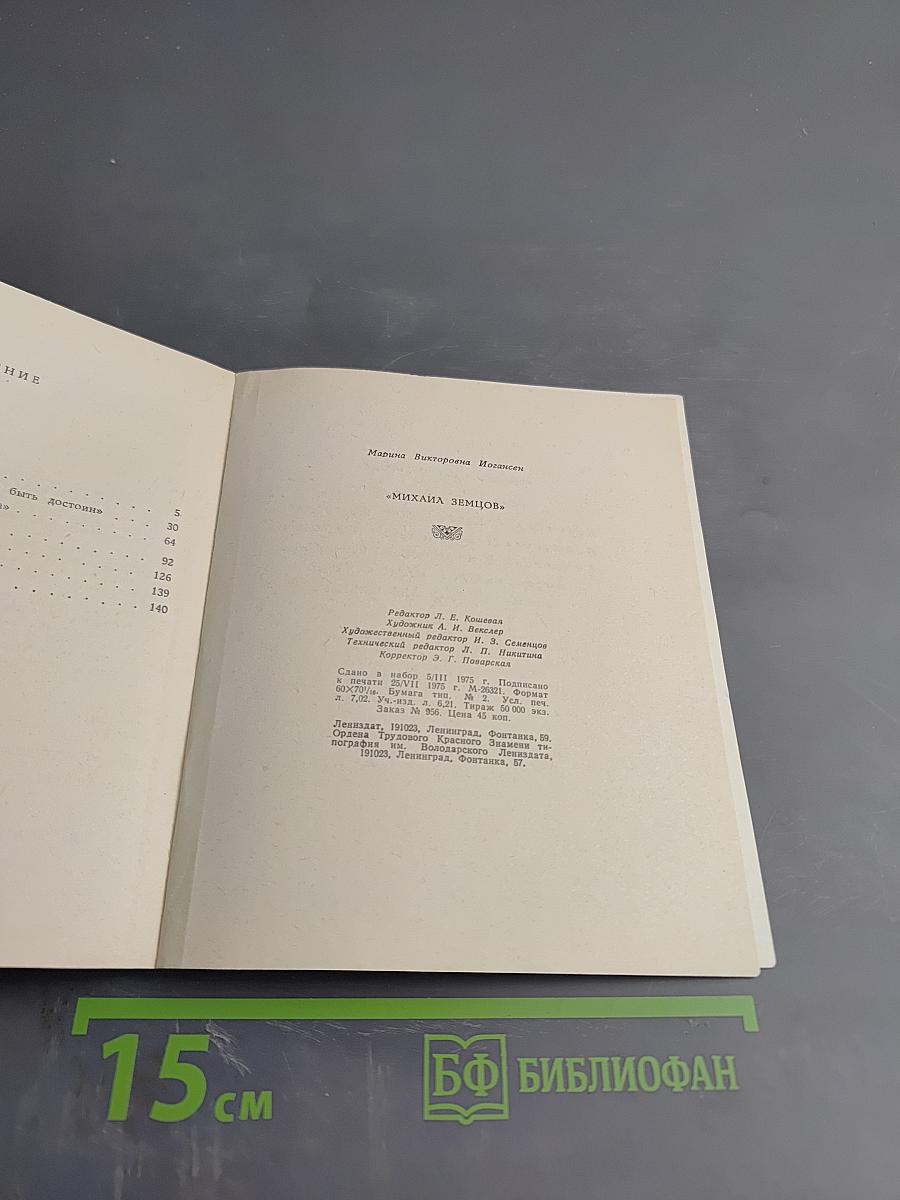 НИЕ
быть достоин»
5
30
64
92
126
139
140
Марина Викторовна Иогансен
«МИХАИЛ ЗЕМЦОВ»
Редактор Л. Е. Кошевая
Художник А. И. Векслер
Художественный редактор И. З. Семенцов
Технический редактор Л. П. Никитина
Корректор Э. Г. Поварская
Сдано в набор 5/III 1975 г. Подписано
к печати 25/VII 1975 г. М-26321. Формат
60×70¹/₁₆. Бумага тип. № 2. Усл. печ.
л. 7,02. Уч.-изд. л. 6,21. Тираж 50 000 экз.
Заказ № 956. Цена 45 коп.
Лениздат, 191023, Ленинград, Фонтанка, 59.
Ордена Трудового Красного Знамени ти-
пография им. Володарского Лениздата,
191023, Ленинград, Фонтанка, 57.
15 см
БФ БИБЛИОФАН